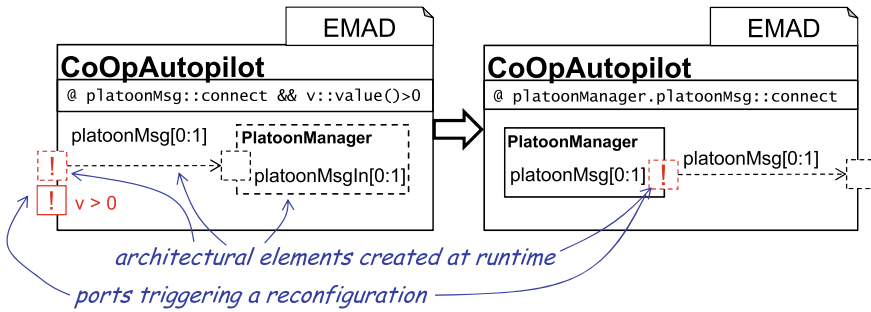 EMAD
CoOpAutopilot
@ platoonMsg::connect && v::value()>0
platoonMsg[0:1]
PlatoonManager
platoonMsgIn[0:1]
!
!
v > 0
EMAD
CoOpAutopilot
@ platoonManager.platoonMsg::connect
PlatoonManager
platoonMsg[0:1]
!
platoonMsg[0:1]
architectural elements created at runtime
ports triggering a reconfiguration